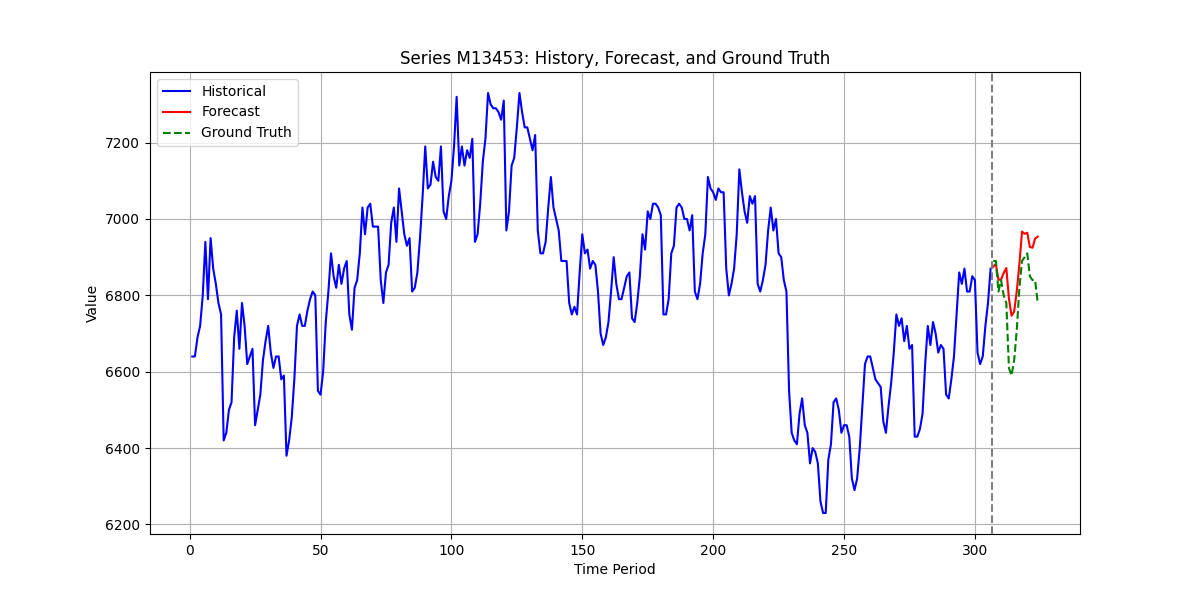 Series M13453: History, Forecast, and Ground Truth
Historical
Forecast
Ground Truth
7200
7000
6800
6600
6400
6200
Value
0 50 100 150 200 250 300
Time Period